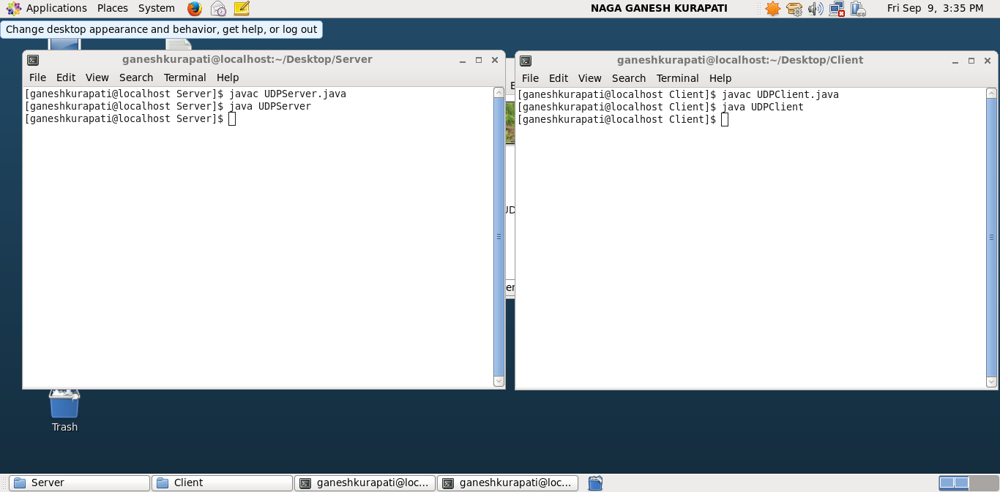 Applications Places System NAGA GANESH KURAPATI Fri Sep 9, 3:35 PM
Change desktop appearance and behavior, get help, or log out
ganeshkurapati@localhost:~/Desktop/Server
File Edit View Search Terminal Help
[ganeshkurapati@localhost Server]$ javac UDPServer.java
[ganeshkurapati@localhost Server]$ java UDPServer
[ganeshkurapati@localhost Server]$
ganeshkurapati@localhost:~/Desktop/Client
File Edit View Search Terminal Help
[ganeshkurapati@localhost Client]$ javac UDPClient.java
[ganeshkurapati@localhost Client]$ java UDPClient
[ganeshkurapati@localhost Client]$
Trash
Server Client ganeshkurapati@loc... ganeshkurapati@loc...